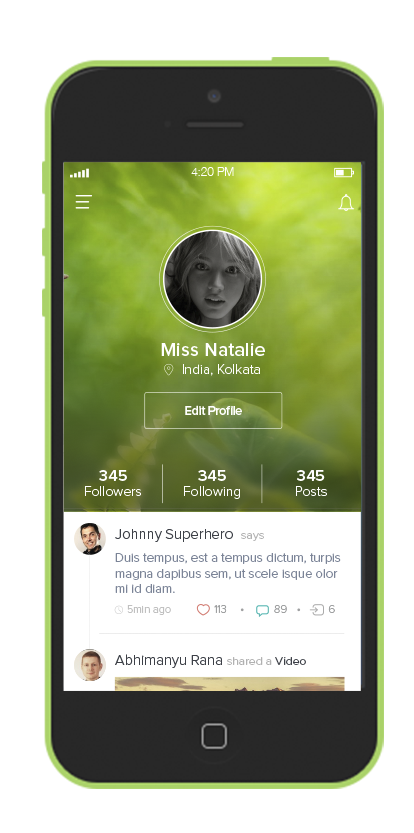 4:20 PM
Miss Natalie
India, Kolkata
Edit Profile
345 345 345
Followers Following Posts
Johnny Superhero says
Duis tempus, est a tempus dictum, turpis
magna dapibus sem, ut scele isque olor
mi id diam.
5min ago 113 • 89 • 6
Abhimanyu Rana shared a Video